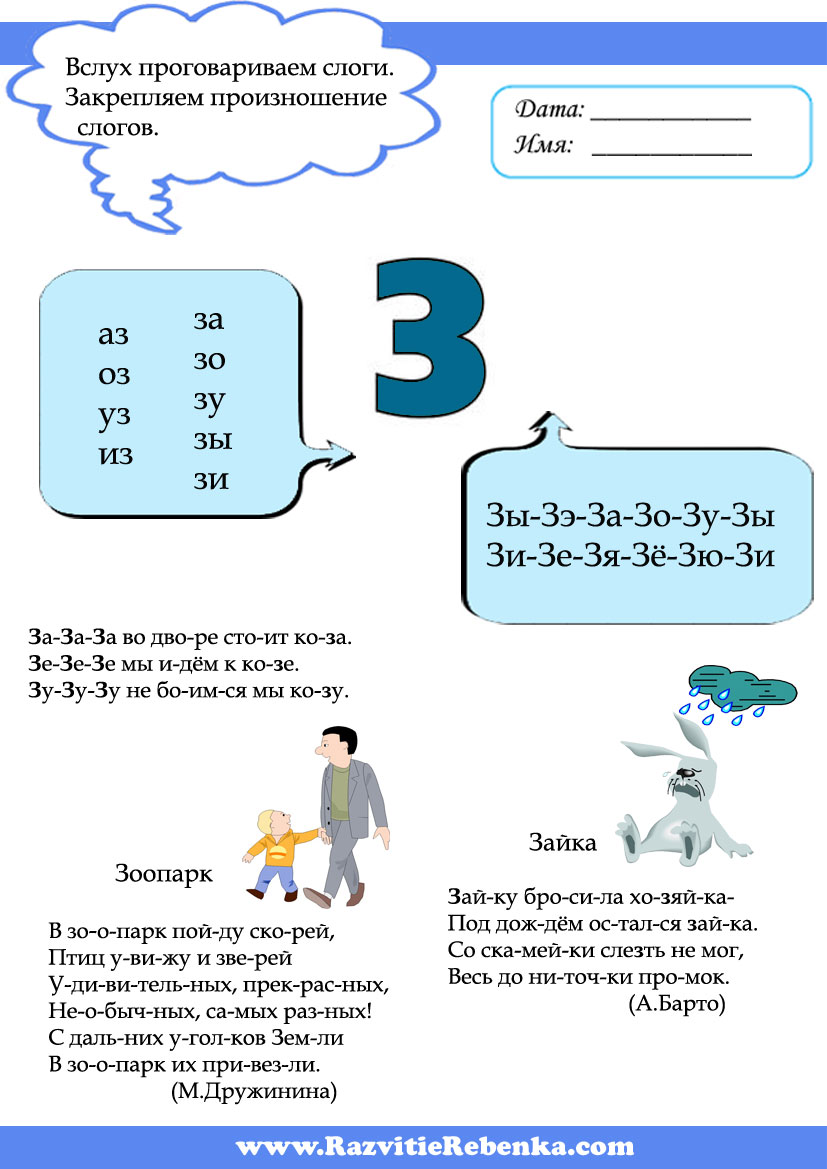 Вслух проговариваем слоги.
Закрепляем произношение
слогов.
Дата: ____________
Имя: ____________
аз
оз
уз
из
за
зо
зу
зы
зи
З
Зы-Зэ-За-Зо-Зу-Зы
Зи-Зе-Зя-Зё-Зю-Зи
За-За-За во дво-ре сто-ит ко-за.
Зе-Зе-Зе мы и-дём к ко-зе.
Зу-Зу-Зу не бо-им-ся мы ко-зу.
Зоопарк
В зо-о-парк пой-ду ско-рей,
Птиц у-ви-жу и зве-рей
У-ди-ви-тель-ных, прек-рас-ных,
Не-о-быч-ных, са-мых раз-ных!
С даль-них у-гол-ков Зем-ли
В зо-о-парк их при-вез-ли.
(М.Дружинина)
Зайка
Зай-ку бро-си-ла хо-зяй-ка-
Под дож-дём ос-тал-ся зай-ка.
Со ска-мей-ки слезть не мог,
Весь до ни-точ-ки про-мок.
(А.Барто)
www.RazvitieRebenka.com